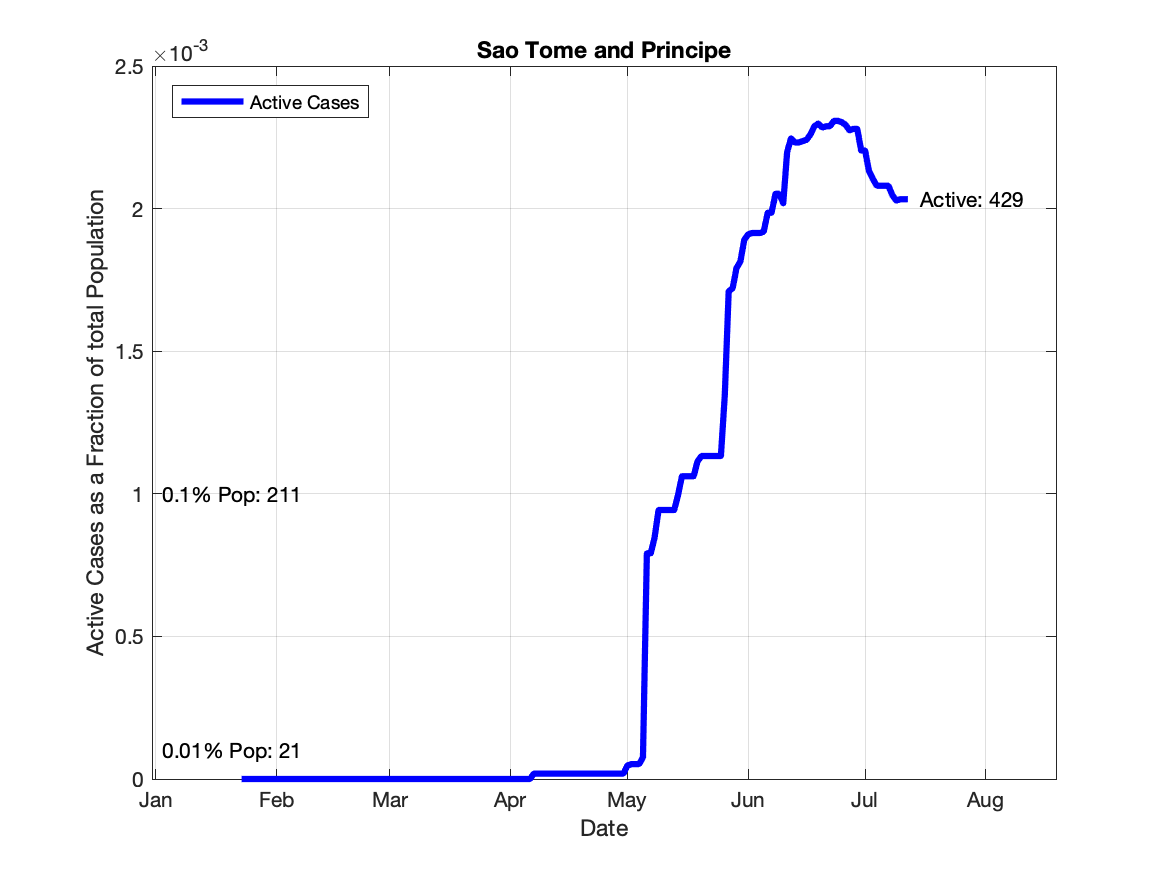 Sao Tome and Principe
×10-3
2.5
2
1.5
1
0.5
0
Active Cases
Active: 429
0.1% Pop: 211
0.01% Pop: 21
Active Cases as a Fraction of total Population
Jan Feb Mar Apr May Jun Jul Aug
Date